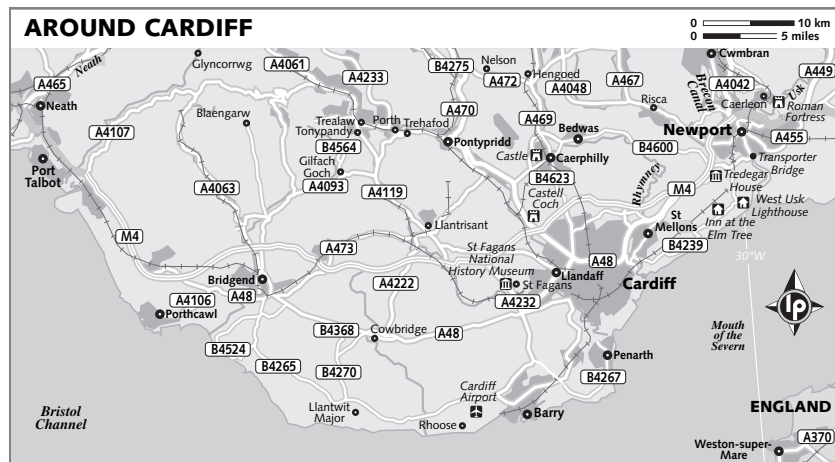 AROUND CARDIFF
0 10 km
0 5 miles
Glyncorrwg
A4061
A4233
B4275
Nelson
A472
Hengoed
A4048
A467
Cwmbran
A4042
A449
A465
Neath
Neath
Blaengarw
Trealaw
Tonypandy
Porth
Trehafod
A470
A469
Risca
Brecon
Canal
Caerleon
Usk
Roman
Fortress
A4107
B4564
Pontypridd
Bedwas
Newport
A455
Castle
Caerphilly
B4600
Transporter
Bridge
Port
Talbot
Gilfach
Goch
A4093
A4063
A4119
B4623
Castell
Coch
Rhymney
M4
Tredegar
House
West Usk
Lighthouse
Inn at the
Elm Tree
St
Mellons
B4239
Llantrisant
M4
A473
St Fagans
National
History Museum
A48
30°W
Bridgend
A4222
St Fagans
Llandaff
Cardiff
A4106
A48
Porthcawl
A4232
B4368
Cowbridge
A48
lp
Mouth
of the
Severn
B4524
B4265
B4270
Penarth
B4267
Bristol
Channel
Llantwit
Major
Cardiff
Airport
Rhoose
Barry
ENGLAND
A370
Weston-super-
Mare